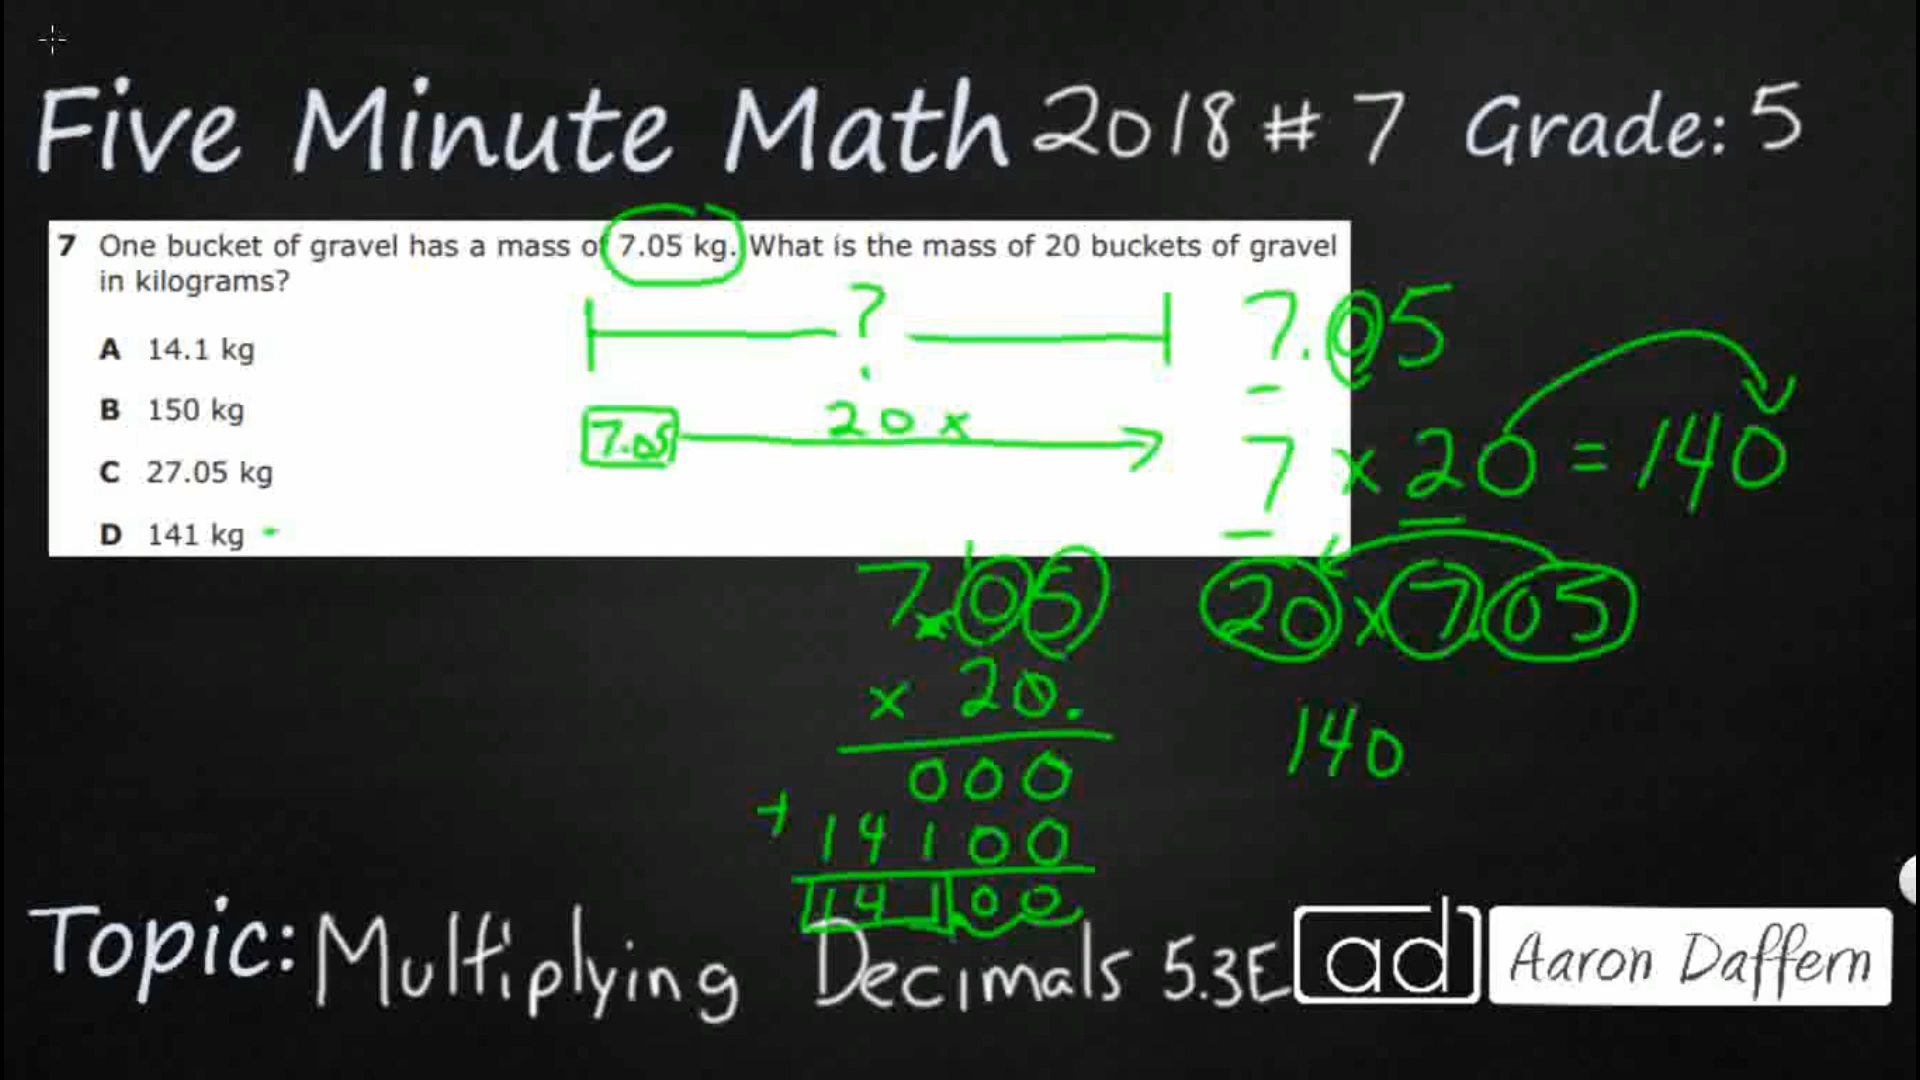 Five Minute Math 2018 # 7 Grade: 5
7 One bucket of gravel has a mass of 7.05 kg. What is the mass of 20 buckets of gravel
in kilograms?
A 14.1 kg
B 150 kg
C 27.05 kg
D 141 kg -
?
7.05 20 x
7.05
7 x 20 = 140
20 x 7.05
140
7.05
x 20.
000
+ 14100
14100
Topic: Multiplying Decimals 5.3E
ad Aaron Daffern